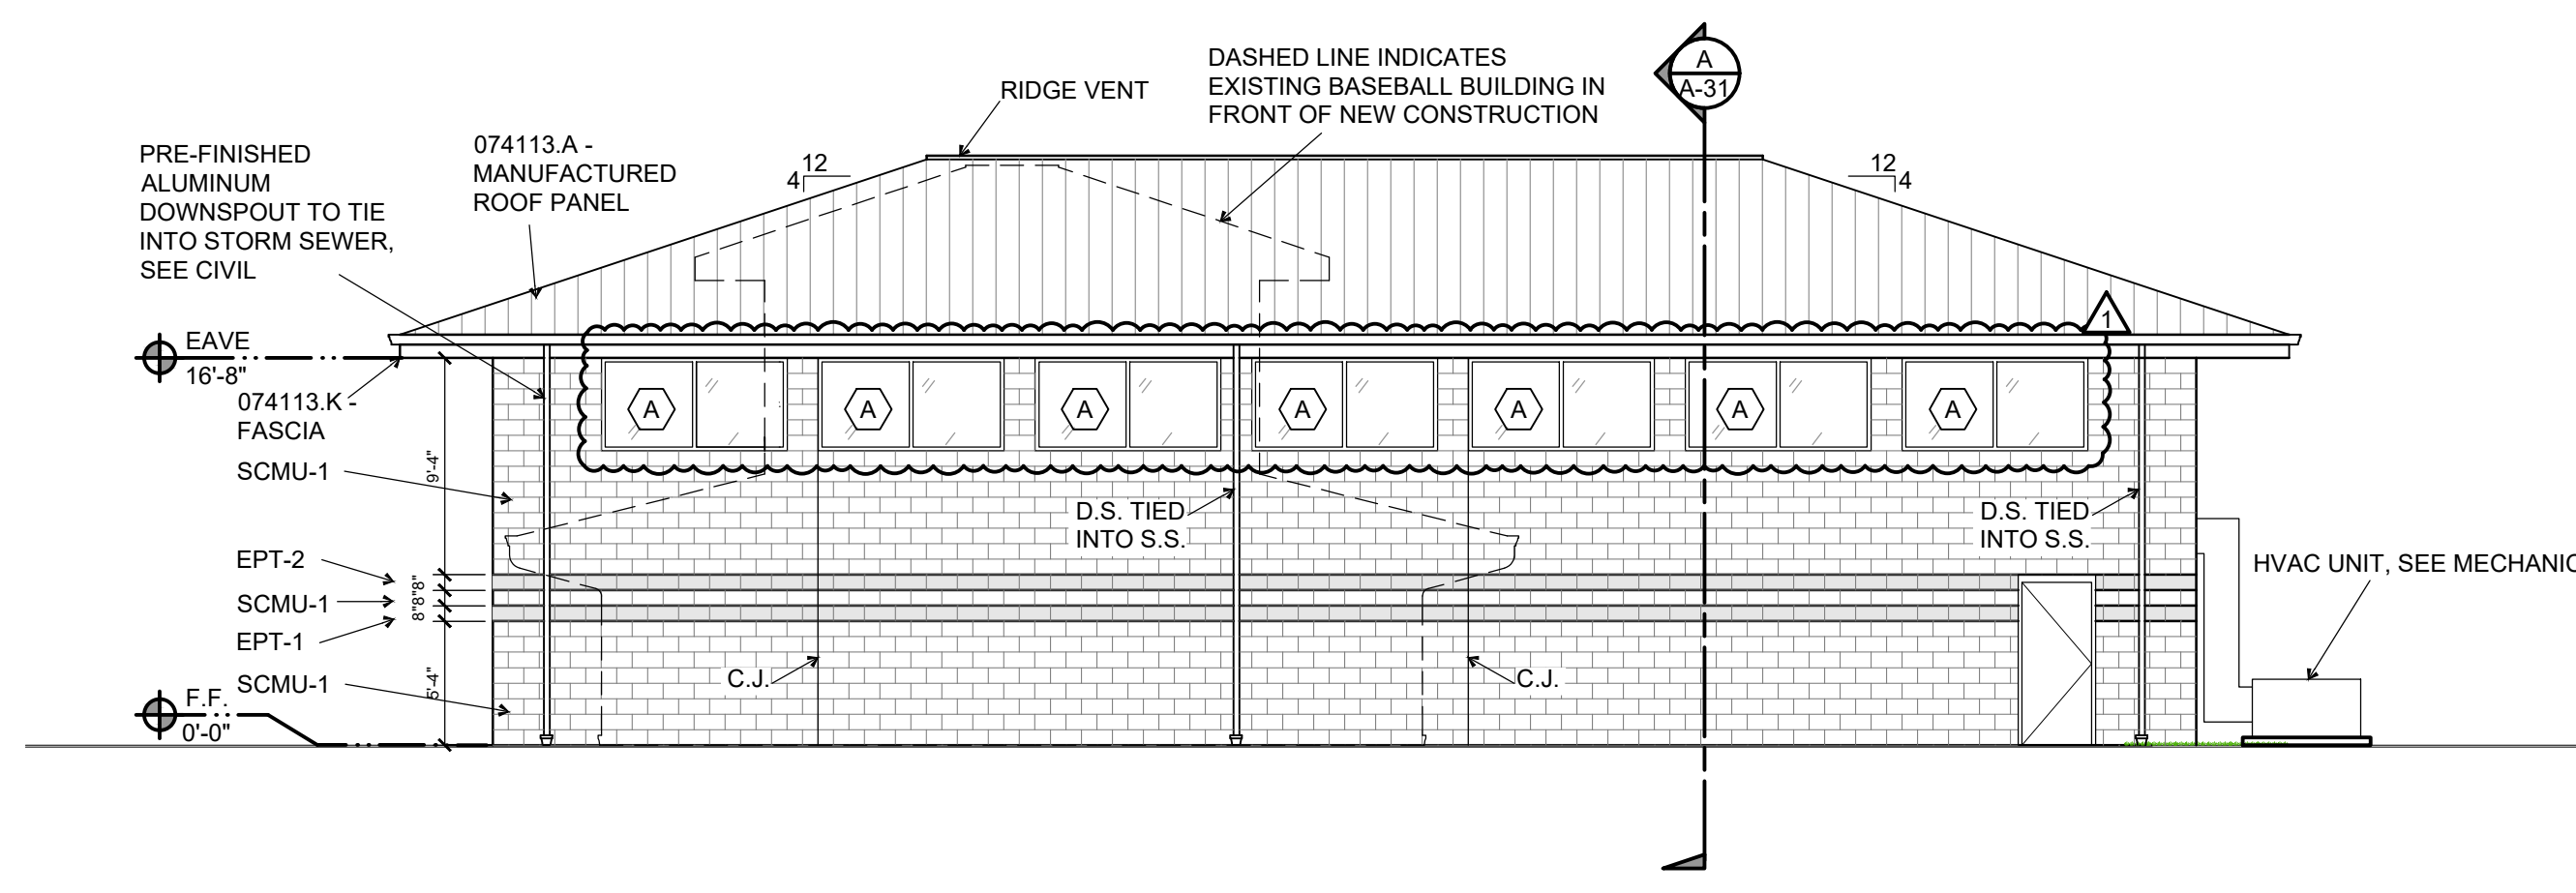 DASHED LINE INDICATES
EXISTING BASEBALL BUILDING IN
FRONT OF NEW CONSTRUCTION
A
A-31
RIDGE VENT
PRE-FINISHED
ALUMINUM
DOWNSPOUT TO TIE
INTO STORM SEWER,
SEE CIVIL
074113.A -
MANUFACTURED
ROOF PANEL
12
4
12
4
1
EAVE
16'-8"
074113.K -
FASCIA
A
A
A
A
A
A
A
SCMU-1
9'-4"
D.S. TIED
INTO S.S.
D.S. TIED
INTO S.S.
EPT-2
8"
HVAC UNIT, SEE MECHANIC
SCMU-1
8"
EPT-1
8"
C.J.
C.J.
SCMU-1
5'-4"
F.F.
0'-0"